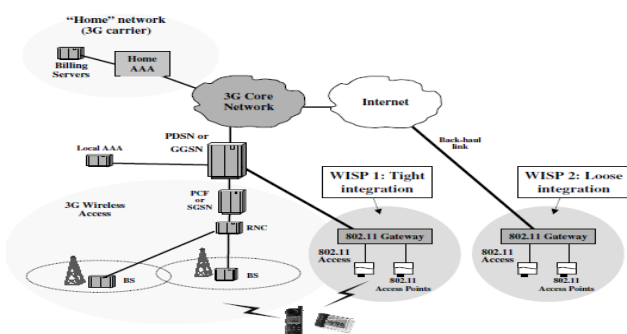 “Home” network
(3G carrier)
Billing
Servers
Home
AAA
3G Core
Network
Internet
PDSN or
GGSN
Back-haul
link
Local AAA
WISP 1: Tight
integration
WISP 2: Loose
integration
PCF
or
SGSN
3G Wireless
Access
RNC
802.11 Gateway
802.11 Gateway
802.11
Access
802.11
Access
BS
BS
802.11
Access Points
802.11
Access Points